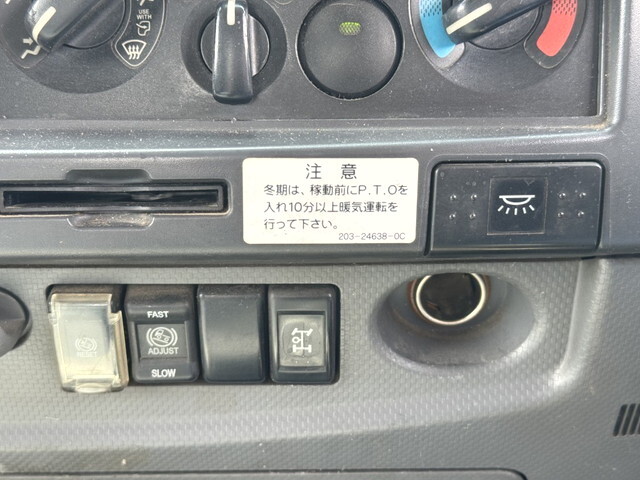 USE
WITH
注意
冬期は、稼動前にP.T.Oを
入れ10分以上暖気運転を
行って下さい。
203-24638-0C
FAST
RESET
ADJUST
SLOW